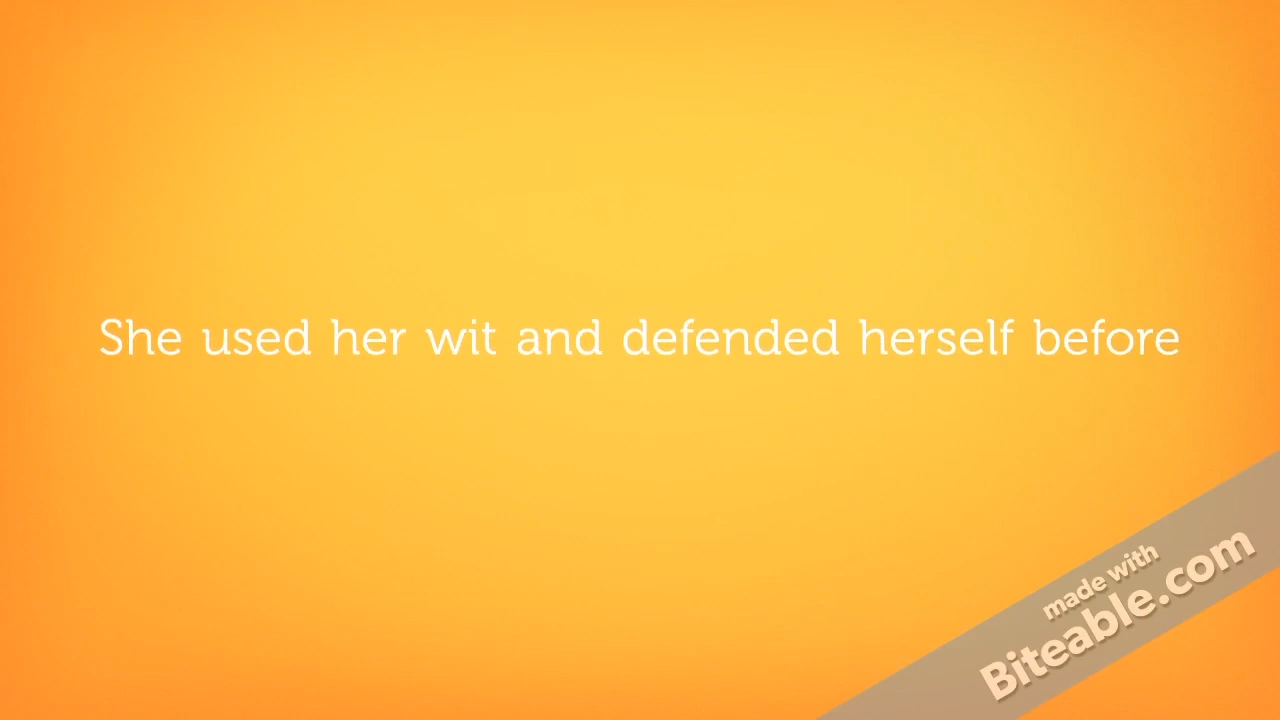 She used her wit and defended herself before
made with
Biteable.com